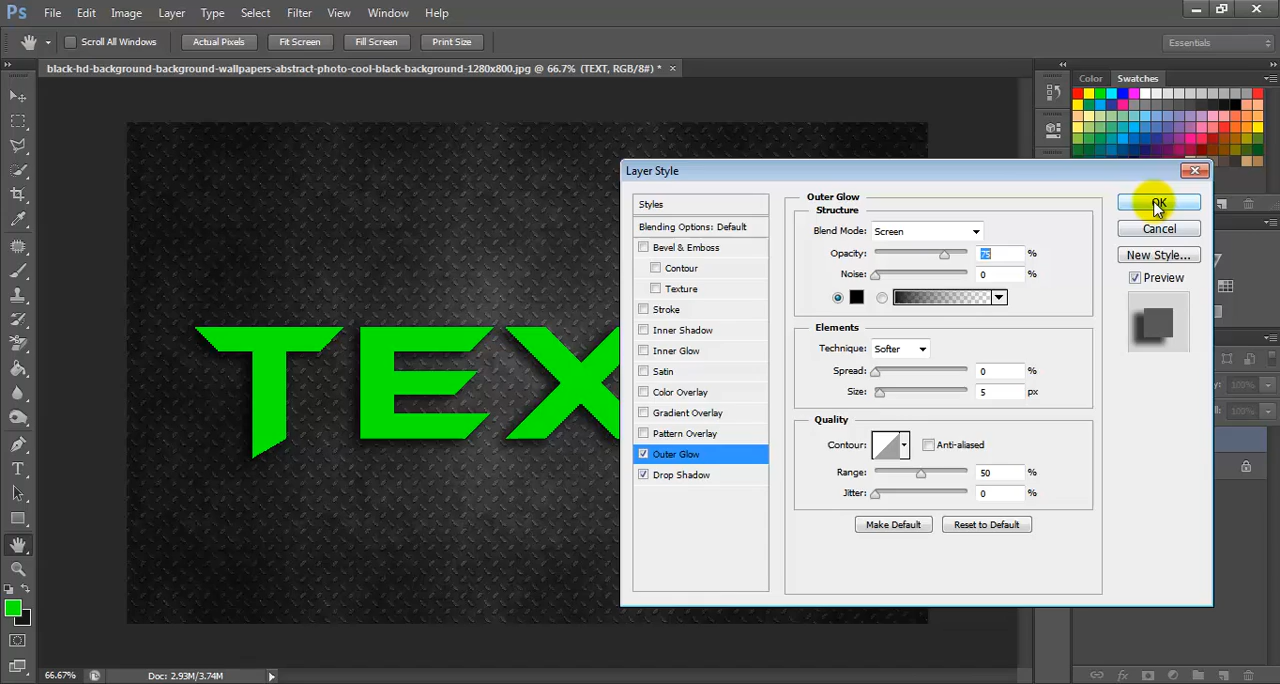 Ps File Edit Image Layer Type Select Filter View Window Help
Scroll All Windows Actual Pixels Fit Screen Fill Screen Print Size Essentials
black-hd-background-background-wallpapers-abstract-photo-cool-black-background-1280x800.jpg @ 66.7% (TEXT, RGB/8#) * ×
Color Swatches
TEX
Layer Style
Styles
Blending Options: Default
Bevel & Emboss
Contour
Texture
Stroke
Inner Shadow
Inner Glow
Satin
Color Overlay
Gradient Overlay
Pattern Overlay
Outer Glow
Drop Shadow
Outer Glow
Structure
Blend Mode: Screen
Opacity: 75 %
Noise: 0 %
Elements
Technique: Softer
Spread: 0 %
Size: 5 px
Quality
Contour: Anti-aliased
Range: 50 %
Jitter: 0 %
Make Default Reset to Default
OK
Cancel
New Style...
Preview
100%
100%
66.67% Doc: 2.93M/3.74M